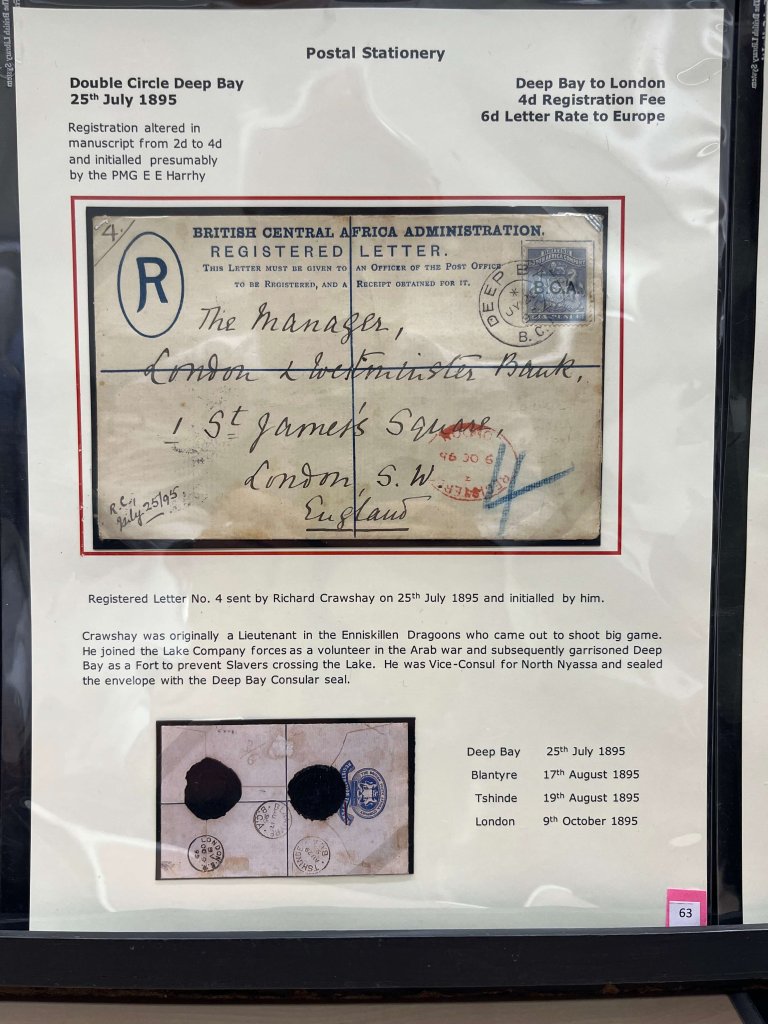 Postal Stationery
Double Circle Deep Bay
25th July 1895
Deep Bay to London
4d Registration Fee
6d Letter Rate to Europe
Registration altered in
manuscript from 2d to 4d
and initialled presumably
by the PMG E E Harrhy
4.
BRITISH CENTRAL AFRICA ADMINISTRATION.
R
REGISTERED LETTER.
THIS LETTER MUST BE GIVEN TO AN OFFICER OF THE POST OFFICE
TO BE REGISTERED, AND A RECEIPT OBTAINED FOR IT.
B.C.A.
DEEP BAY
B.C.
The Manager,
London & Westminster Bank,
1 St James's Square,
London, S.W.
England
R.C.,
July 25/95
Registered Letter No. 4 sent by Richard Crawshay on 25th July 1895 and initialled by him.
Crawshay was originally a Lieutenant in the Enniskillen Dragoons who came out to shoot big game.
He joined the Lake Company forces as a volunteer in the Arab war and subsequently garrisoned Deep
Bay as a Fort to prevent Slavers crossing the Lake. He was Vice-Consul for North Nyassa and sealed
the envelope with the Deep Bay Consular seal.
Deep Bay 25th July 1895
Blantyre 17th August 1895
Tshinde 19th August 1895
London 9th October 1895
63